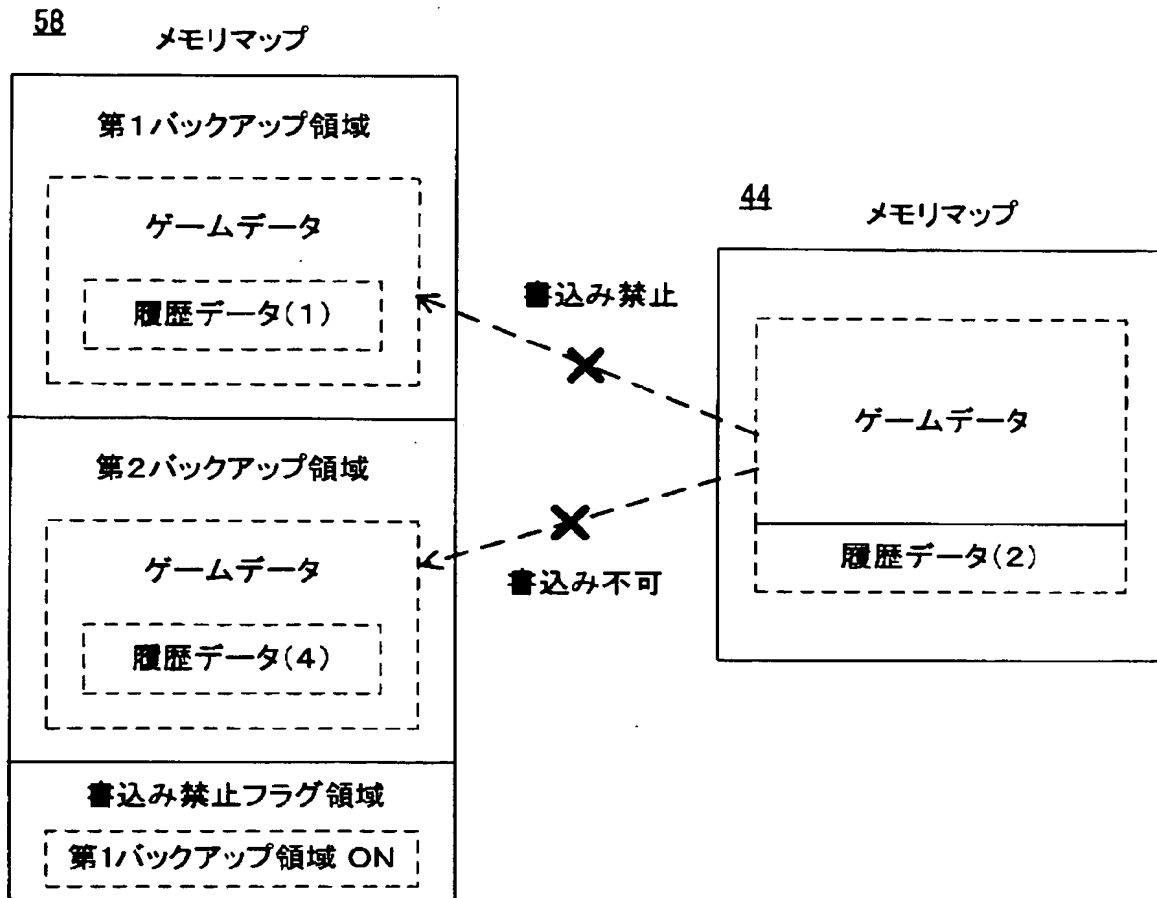 58
メモリマップ
第1バックアップ領域
ゲームデータ
履歴データ(1)
第2バックアップ領域
ゲームデータ
履歴データ(4)
書込み禁止フラグ領域
第1バックアップ領域 ON
書込み禁止
書込み不可
44
メモリマップ
ゲームデータ
履歴データ(2)